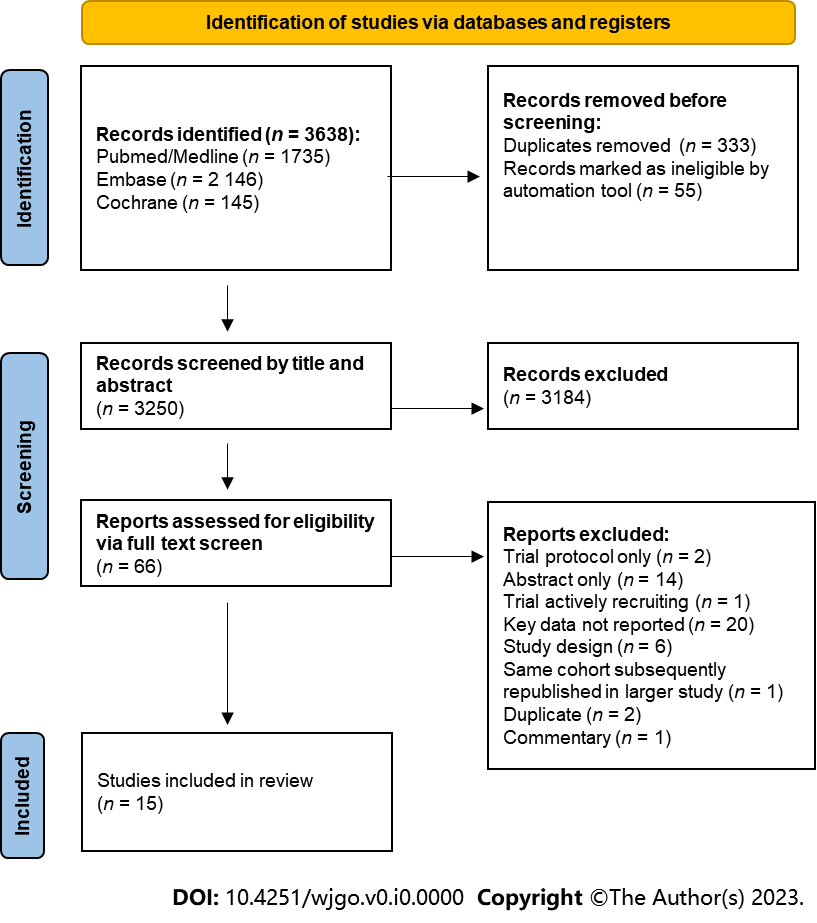 Identification of studies via databases and registers
Identification
Records identified (n = 3638):
Pubmed/Medline (n = 1735)
Embase (n = 2 146)
Cochrane (n = 145)
Records removed before
screening:
Duplicates removed (n = 333)
Records marked as ineligible by
automation tool (n = 55)
Screening
Records screened by title and
abstract
(n = 3250)
Records excluded
(n = 3184)
Reports assessed for eligibility
via full text screen
(n = 66)
Reports excluded:
Trial protocol only (n = 2)
Abstract only (n = 14)
Trial actively recruiting (n = 1)
Key data not reported (n = 20)
Study design (n = 6)
Same cohort subsequently
republished in larger study (n = 1)
Duplicate (n = 2)
Commentary (n = 1)
Included
Studies included in review
(n = 15)
DOI: 10.4251/wjgo.v0.i0.0000 Copyright ©The Author(s) 2023.